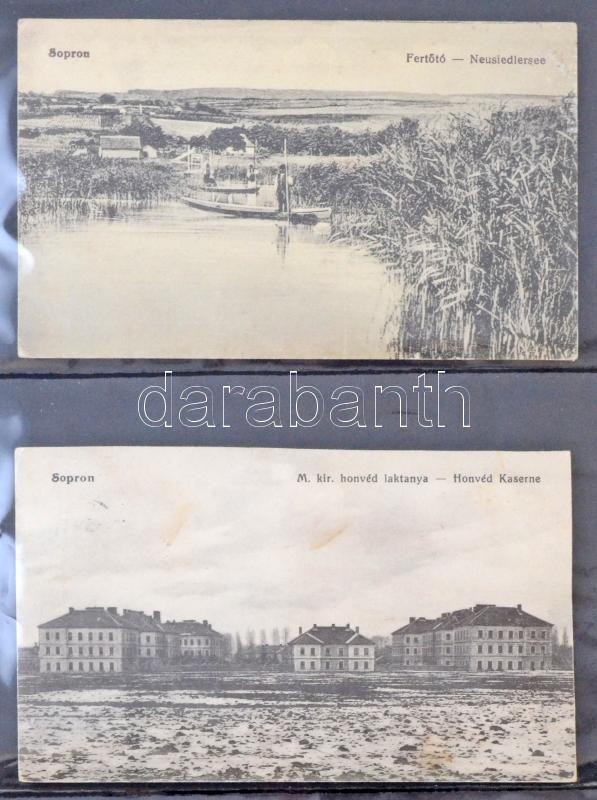 Sopron
Fertőtó — Neusiedlersee
darabanth
Sopron
M. kir. honvéd laktanya — Honvéd Kaserne